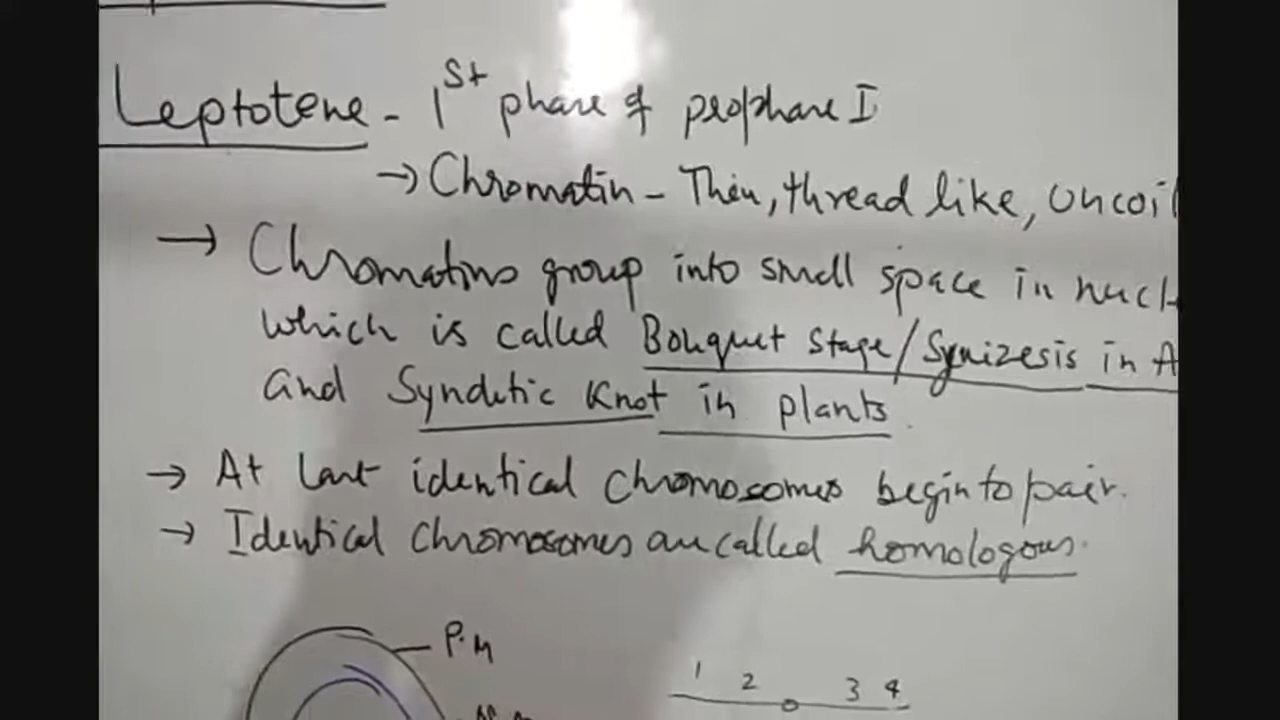 Leptotene - 1st phase of prophase I
→ Chromatin - Thin, thread like, Uncoil
→ Chromatins group into small space in nucl
which is called Bouquet Stage/Synizesis in A
and Syndetic Knot in plants.
→ At last identical chromosomes begin to pair.
→ Identical chromosomes are called homologous.
P.M
1 2 3 4